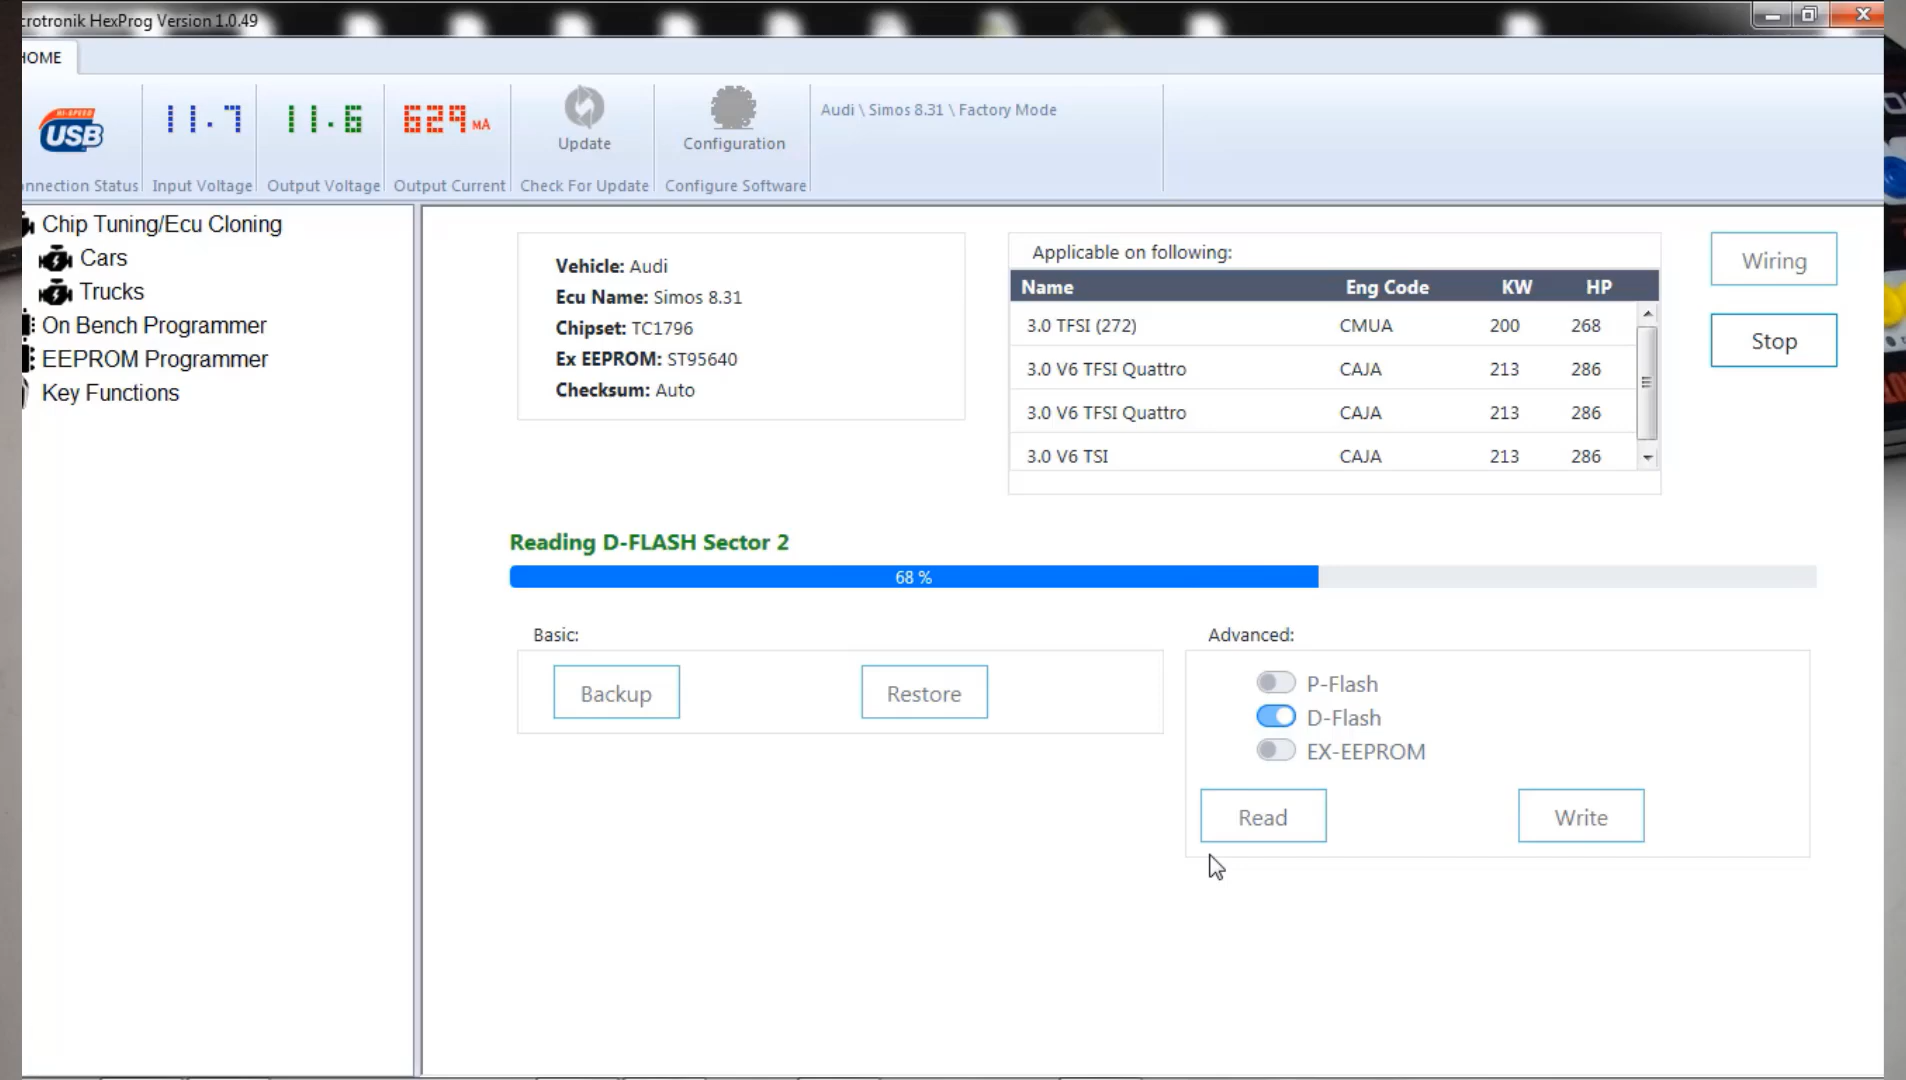 crotronik HexProg Version 1.0.49
HOME
HI-SPEED
USB
11.7
11.6
629 MA
Update
Configuration
Audi \ Simos 8.31 \ Factory Mode
nnection Status
Input Voltage
Output Voltage
Output Current
Check For Update
Configure Software
Chip Tuning/Ecu Cloning
Cars
Trucks
On Bench Programmer
EEPROM Programmer
Key Functions
Vehicle: Audi
Ecu Name: Simos 8.31
Chipset: TC1796
Ex EEPROM: ST95640
Checksum: Auto
Applicable on following:
Name Eng Code KW HP
3.0 TFSI (272) CMUA 200 268
3.0 V6 TFSI Quattro CAJA 213 286
3.0 V6 TFSI Quattro CAJA 213 286
3.0 V6 TSI CAJA 213 286
Wiring
Stop
Reading D-FLASH Sector 2
68 %
Basic:
Backup
Restore
Advanced:
P-Flash
D-Flash
EX-EEPROM
Read
Write